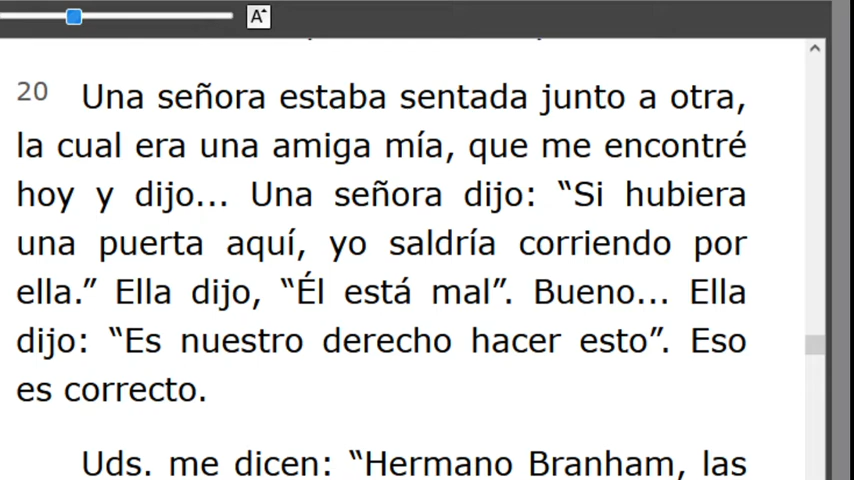 A
20 Una señora estaba sentada junto a otra,
la cual era una amiga mía, que me encontré
hoy y dijo... Una señora dijo: “Si hubiera
una puerta aquí, yo saldría corriendo por
ella.” Ella dijo, “Él está mal”. Bueno... Ella
dijo: “Es nuestro derecho hacer esto”. Eso
es correcto.
Uds. me dicen: “Hermano Branham, las